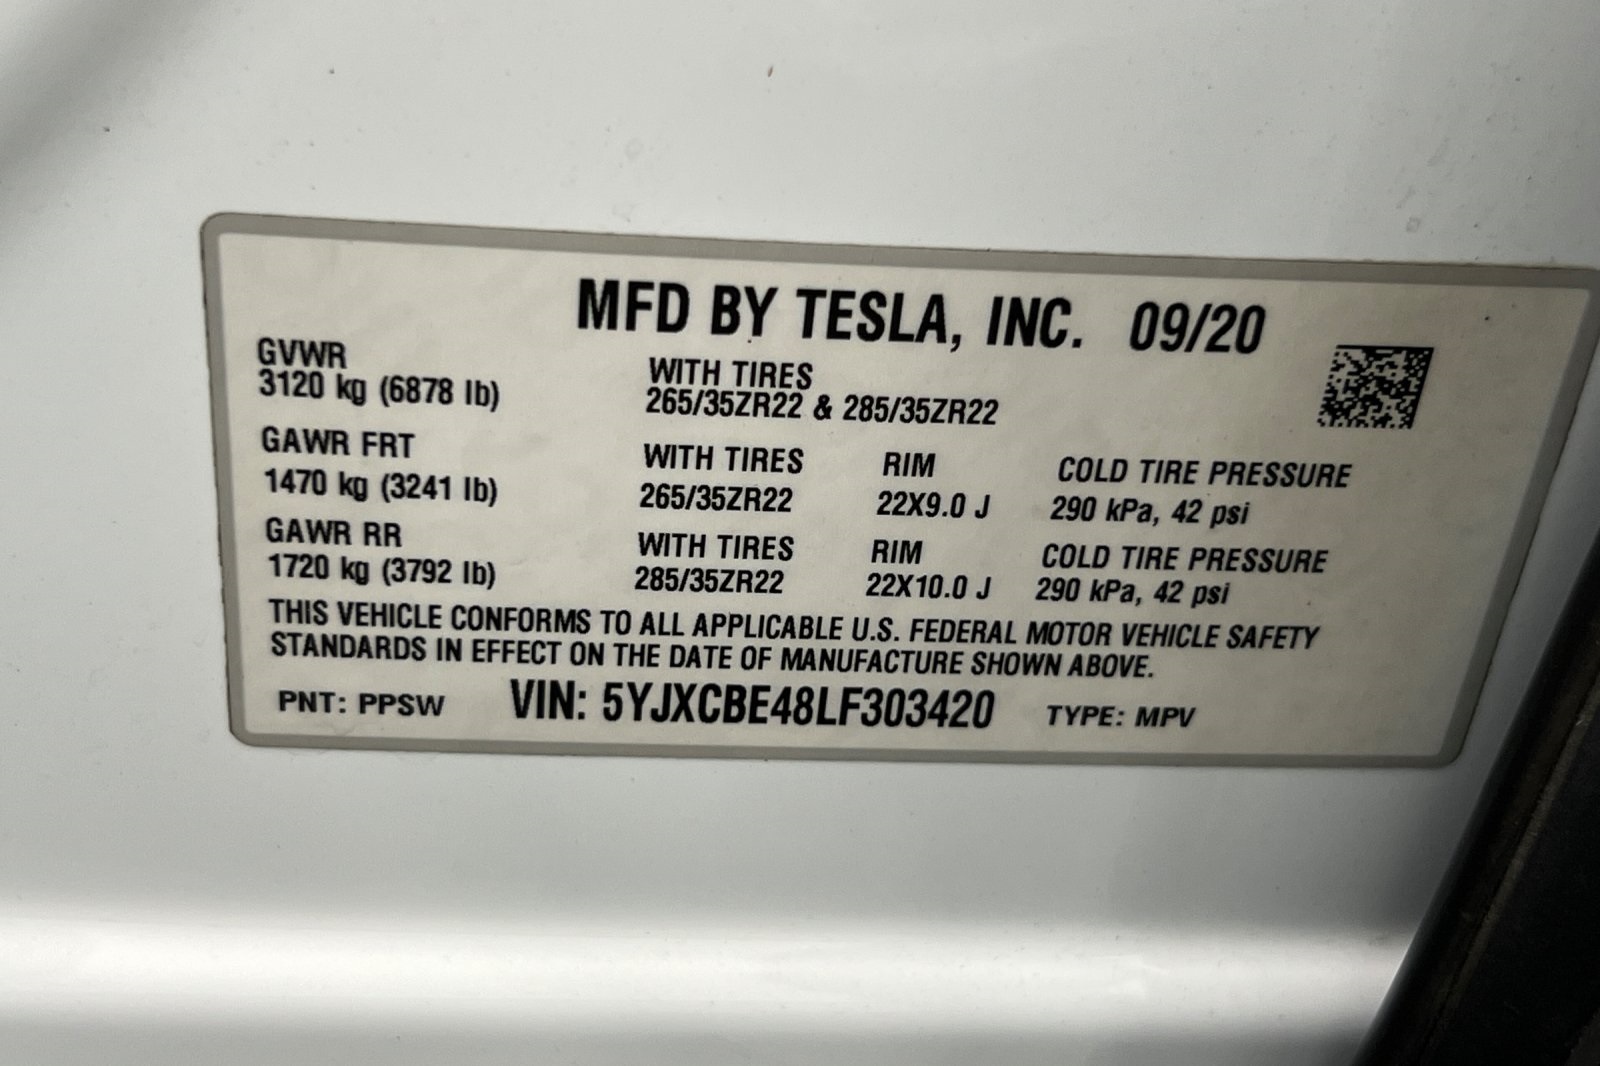 MFD BY TESLA, INC. 09/20
GVWR
3120 kg (6878 lb)
WITH TIRES
265/35ZR22 & 285/35ZR22
GAWR FRT WITH TIRES RIM COLD TIRE PRESSURE
1470 kg (3241 lb) 265/35ZR22 22X9.0 J 290 kPa, 42 psi
GAWR RR WITH TIRES RIM COLD TIRE PRESSURE
1720 kg (3792 lb) 285/35ZR22 22X10.0 J 290 kPa, 42 psi
THIS VEHICLE CONFORMS TO ALL APPLICABLE U.S. FEDERAL MOTOR VEHICLE SAFETY
STANDARDS IN EFFECT ON THE DATE OF MANUFACTURE SHOWN ABOVE.
PNT: PPSW VIN: 5YJXCBE48LF303420 TYPE: MPV